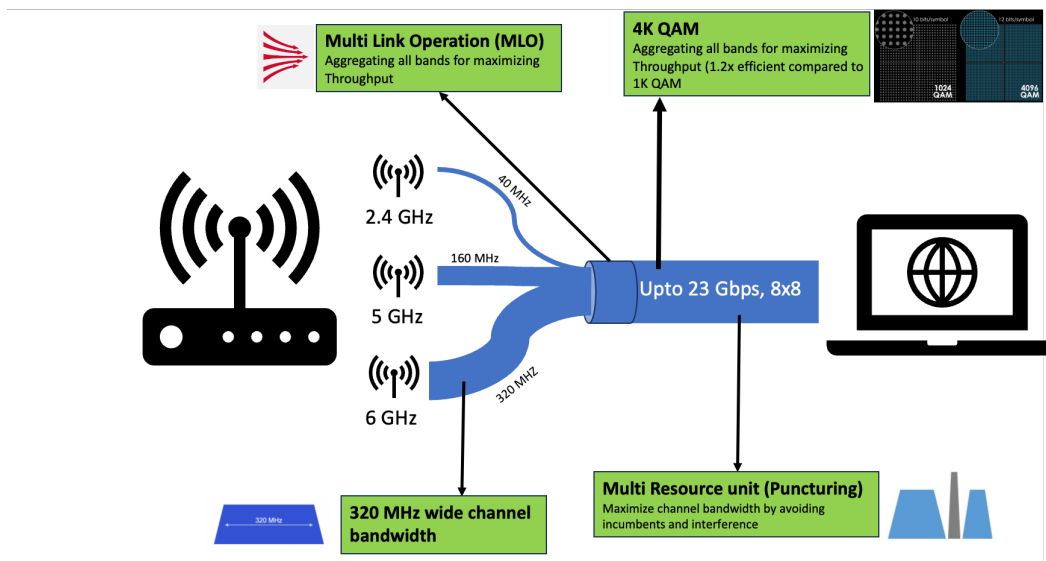 Multi Link Operation (MLO)
Aggregating all bands for maximizing
Throughput
4K QAM
Aggregating all bands for maximizing
Throughput (1.2x efficient compared to
1K QAM
10 bits/symbol
12 bits/symbol
1024
QAM
4096
QAM
2.4 GHz
40 MHz
160 MHz
5 GHz
Upto 23 Gbps, 8x8
320 MHZ
6 GHz
320 MHz
320 MHz wide channel
bandwidth
Multi Resource unit (Puncturing)
Maximize channel bandwidth by avoiding
incumbents and interference